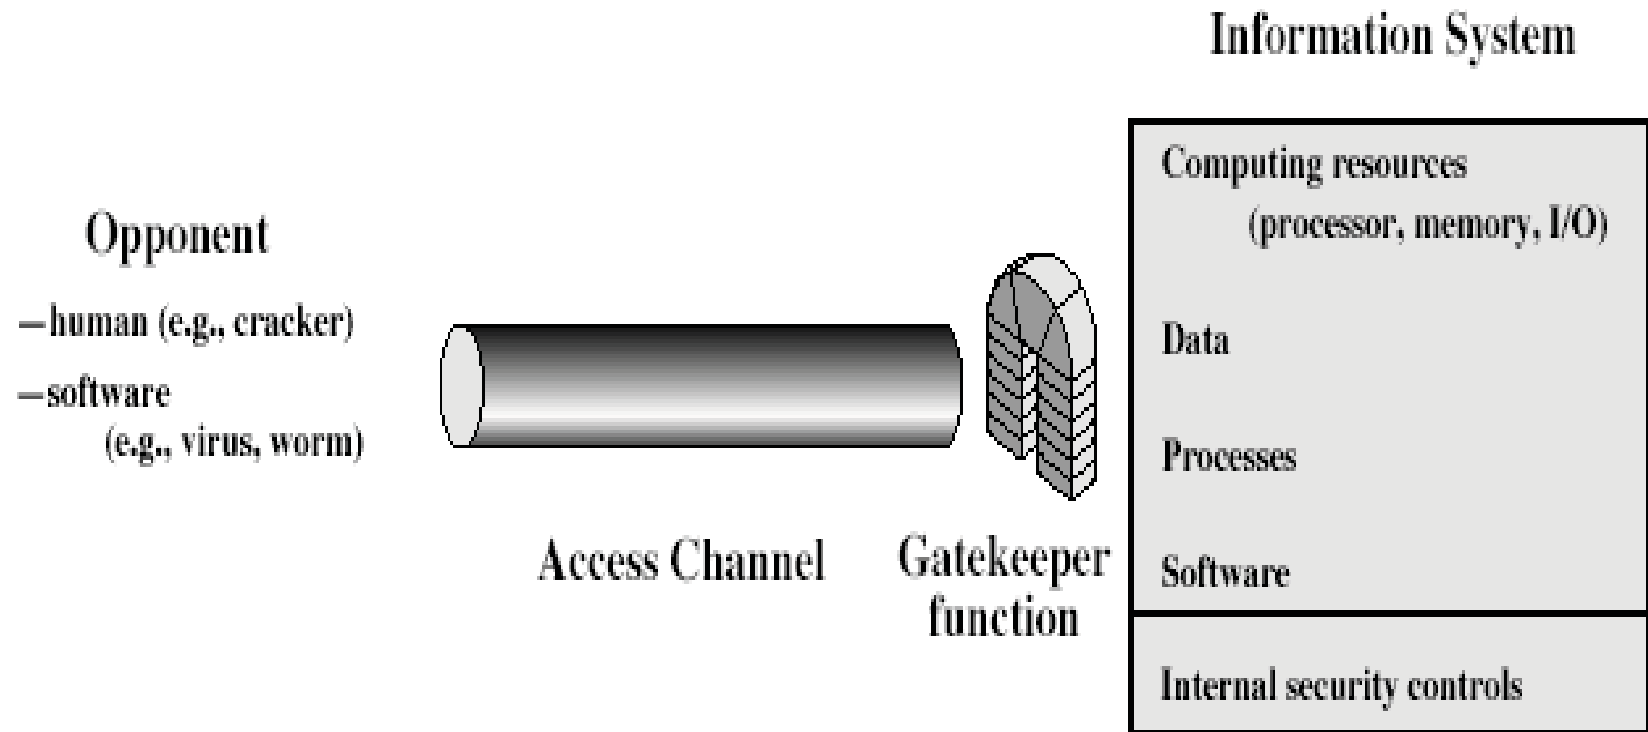 Information System
Opponent
—human (e.g., cracker)
—software
(e.g., virus, worm)
Access Channel
Gatekeeper
function
Computing resources
(processor, memory, I/O)
Data
Processes
Software
Internal security controls